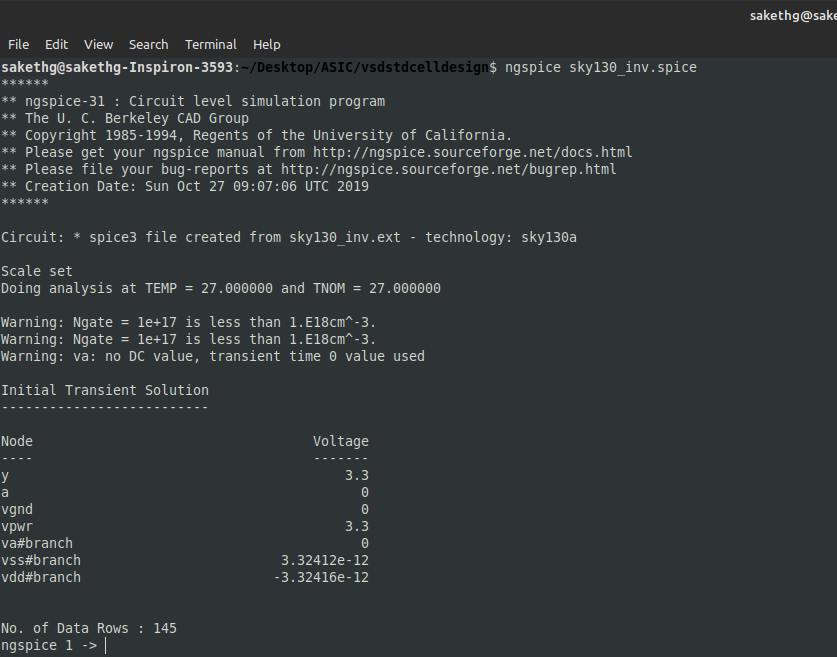 sakethg@sake
File Edit View Search Terminal Help
sakethg@sakethg-Inspiron-3593:~/Desktop/ASIC/vsdstdcelldesign$ ngspice sky130_inv.spice
******
** ngspice-31 : Circuit level simulation program
** The U. C. Berkeley CAD Group
** Copyright 1985-1994, Regents of the University of California.
** Please get your ngspice manual from http://ngspice.sourceforge.net/docs.html
** Please file your bug-reports at http://ngspice.sourceforge.net/bugrep.html
** Creation Date: Sun Oct 27 09:07:06 UTC 2019
******
Circuit: * spice3 file created from sky130_inv.ext - technology: sky130a
Scale set
Doing analysis at TEMP = 27.000000 and TNOM = 27.000000
Warning: Ngate = 1e+17 is less than 1.E18cm^-3.
Warning: Ngate = 1e+17 is less than 1.E18cm^-3.
Warning: va: no DC value, transient time 0 value used
Initial Transient Solution
--------------------------
Node Voltage
---- -------
y 3.3
a 0
vgnd 0
vpwr 3.3
va#branch 0
vss#branch 3.32412e-12
vdd#branch -3.32416e-12
No. of Data Rows : 145
ngspice 1 ->